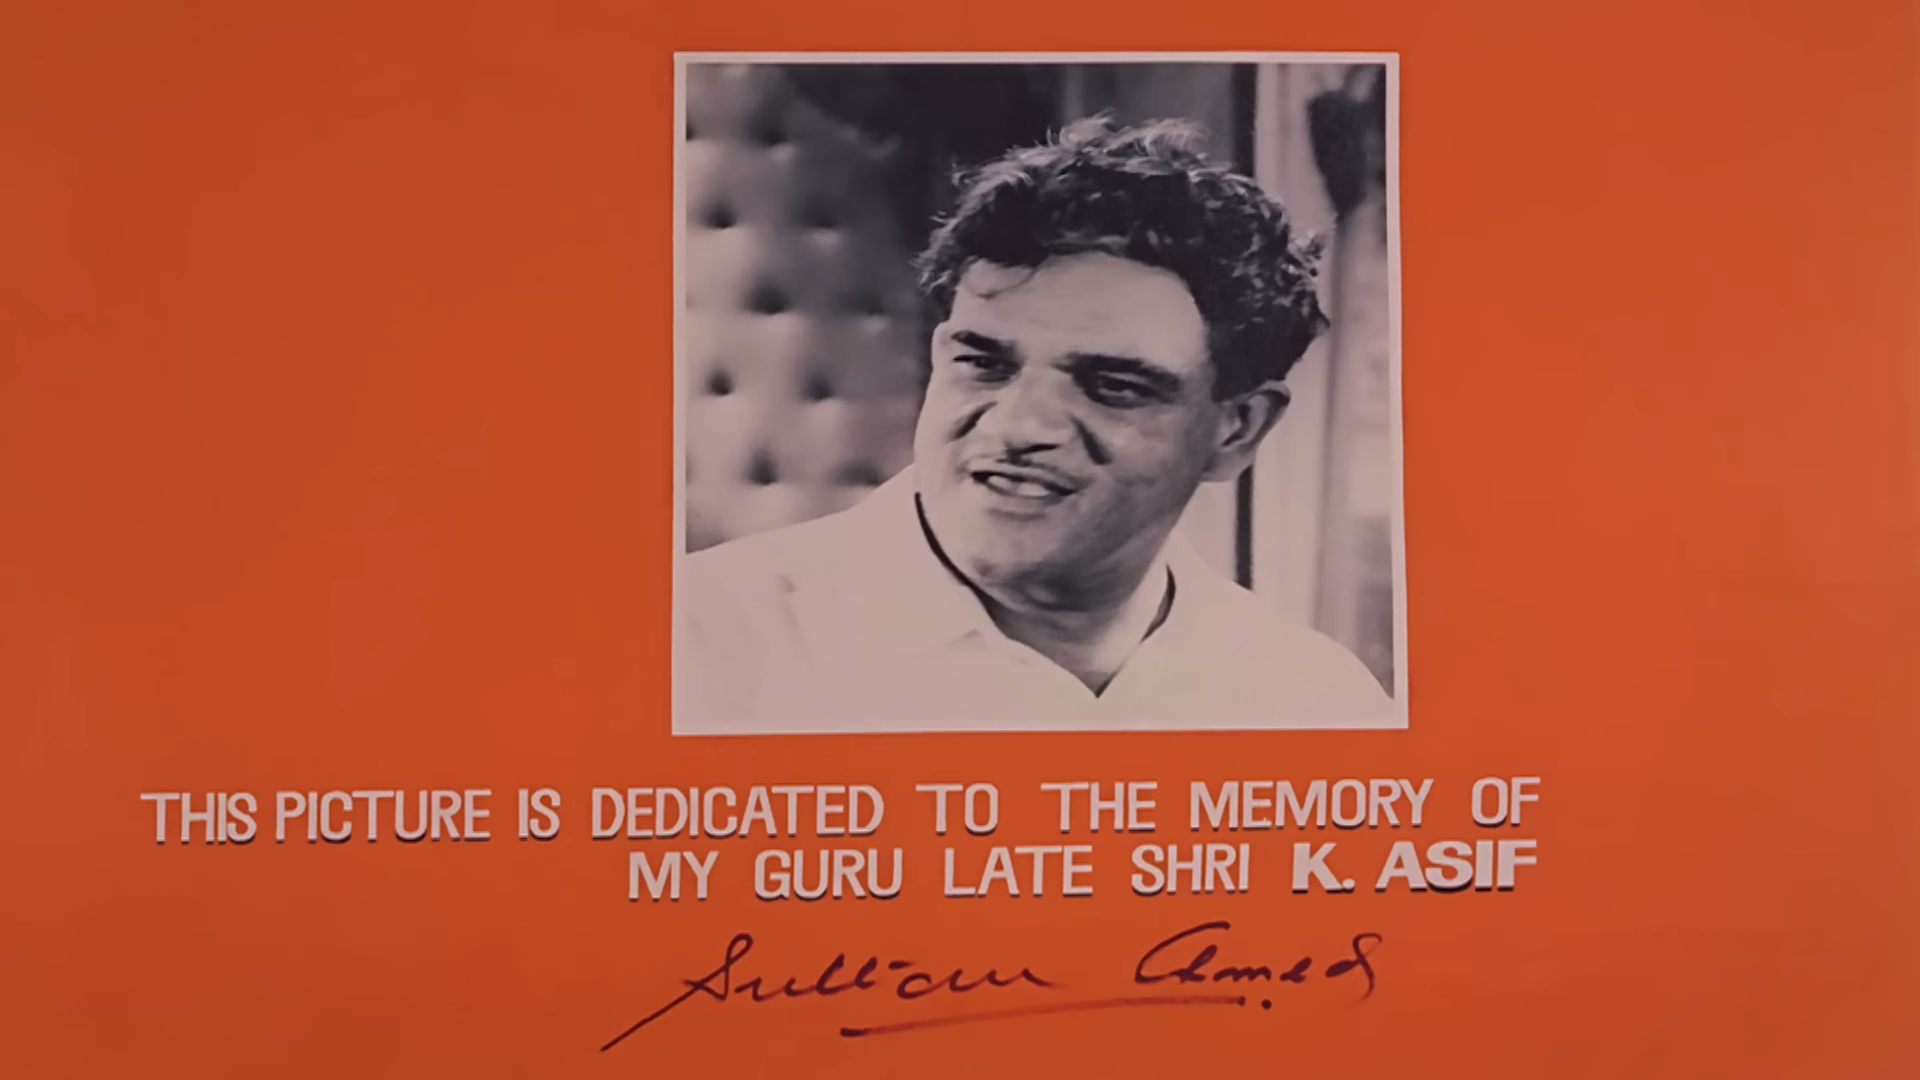 THIS PICTURE IS DEDICATED TO THE MEMORY OF
MY GURU LATE SHRI K. ASIF
Sultan Ahmed